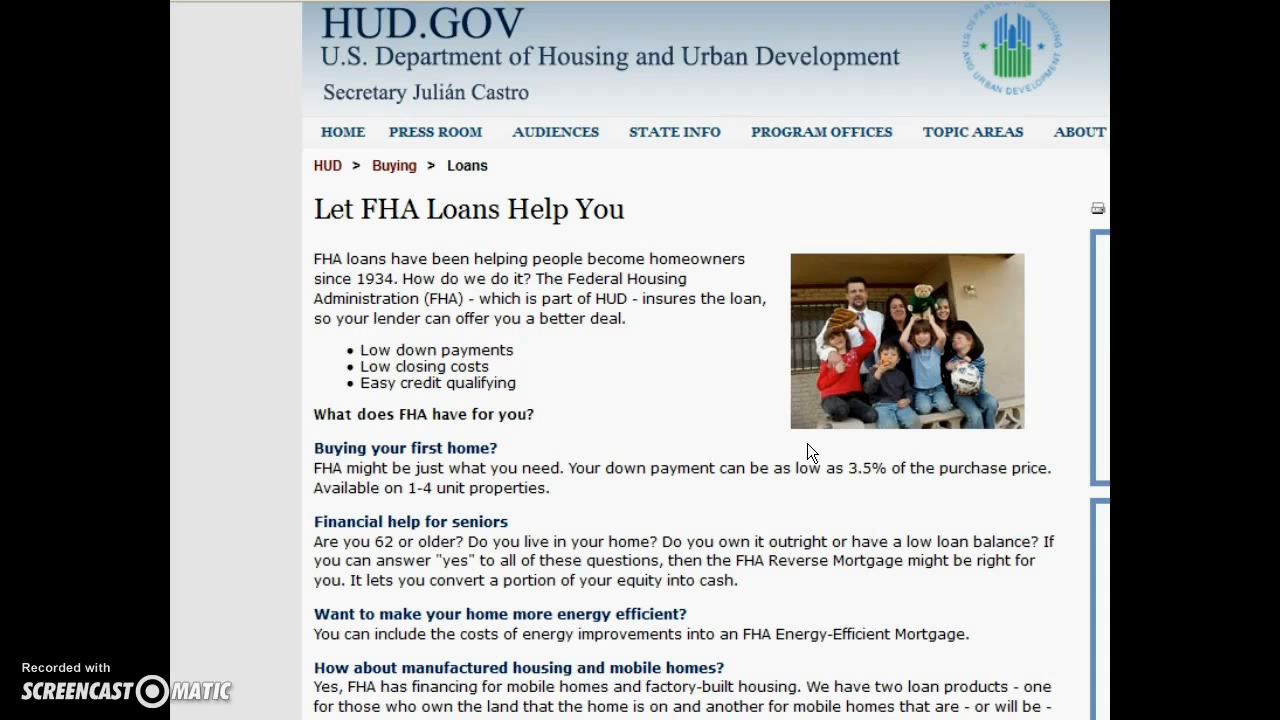 HUD.GOV
U.S. Department of Housing and Urban Development
Secretary Julián Castro
U.S. DEPARTMENT OF HOUSING AND URBAN DEVELOPMENT
HOME PRESS ROOM AUDIENCES STATE INFO PROGRAM OFFICES TOPIC AREAS ABOUT
HUD > Buying > Loans
Let FHA Loans Help You
FHA loans have been helping people become homeowners
since 1934. How do we do it? The Federal Housing
Administration (FHA) - which is part of HUD - insures the loan,
so your lender can offer you a better deal.
• Low down payments
• Low closing costs
• Easy credit qualifying
What does FHA have for you?
Buying your first home?
FHA might be just what you need. Your down payment can be as low as 3.5% of the purchase price.
Available on 1-4 unit properties.
Financial help for seniors
Are you 62 or older? Do you live in your home? Do you own it outright or have a low loan balance? If
you can answer "yes" to all of these questions, then the FHA Reverse Mortgage might be right for
you. It lets you convert a portion of your equity into cash.
Want to make your home more energy efficient?
You can include the costs of energy improvements into an FHA Energy-Efficient Mortgage.
How about manufactured housing and mobile homes?
Yes, FHA has financing for mobile homes and factory-built housing. We have two loan products - one
for those who own the land that the home is on and another for mobile homes that are - or will be -
Recorded with
SCREENCAST MATIC